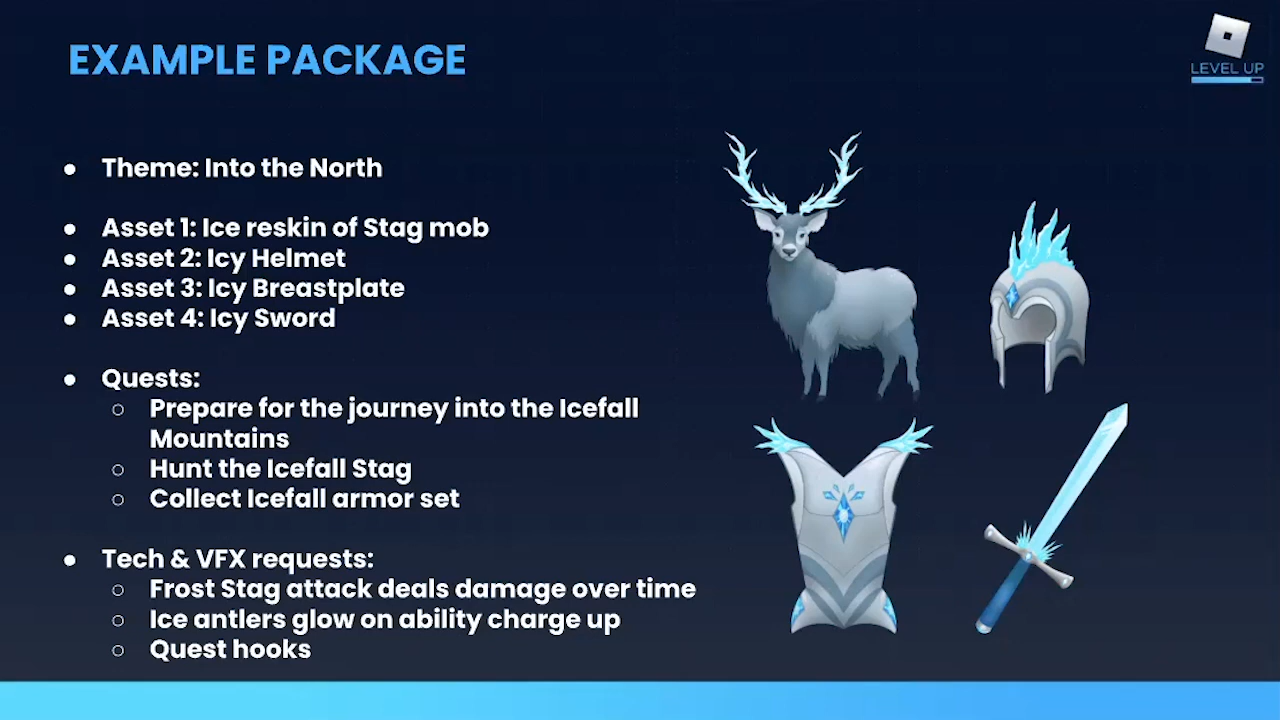 EXAMPLE PACKAGE
LEVEL UP
● Theme: Into the North
● Asset 1: Ice reskin of Stag mob
● Asset 2: Icy Helmet
● Asset 3: Icy Breastplate
● Asset 4: Icy Sword
● Quests:
○ Prepare for the journey into the Icefall
Mountains
○ Hunt the Icefall Stag
○ Collect Icefall armor set
● Tech & VFX requests:
○ Frost Stag attack deals damage over time
○ Ice antlers glow on ability charge up
○ Quest hooks